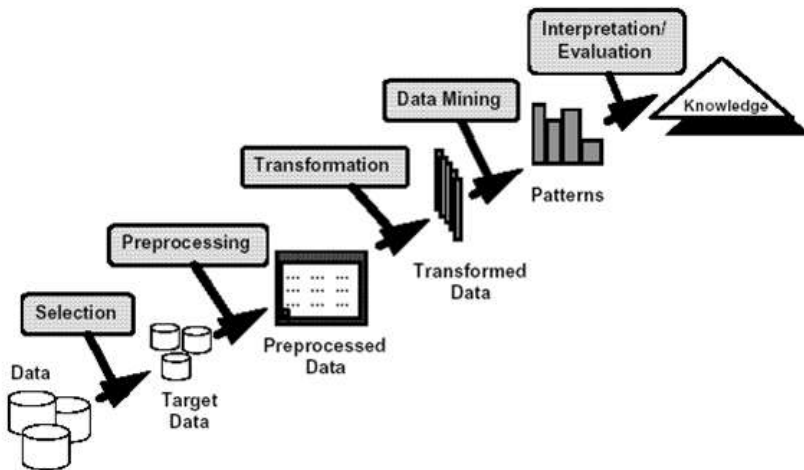 Data
Selection
Target
Data
Preprocessing
Preprocessed
Data
Transformation
Transformed
Data
Data Mining
Patterns
Interpretation/
Evaluation
Knowledge